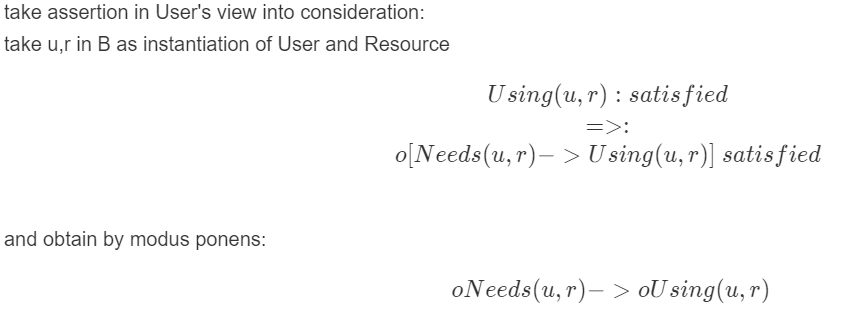 take assertion in User's view into consideration:
take u,r in B as instantiation of User and Resource
Using(u, r) : satisfied
=>:
o[Needs(u, r)− > Using(u, r)] satisfied
and obtain by modus ponens:
oNeeds(u, r)− > oUsing(u, r)